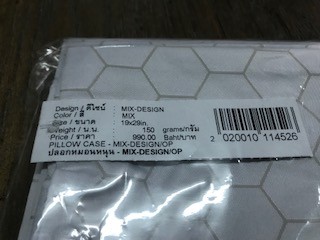 Design / ดีไซน์ : MIX-DESIGN
Color / สี : MIX
Size / ขนาด : 19x29in.
Weight / น.น. : 150 grams/กรัม
Price / ราคา : 990.00 Baht/บาท
2 020010 114526
PILLOW CASE - MIX-DESIGN/OP
ปลอกหมอนหนุน - MIX-DESIGN/OP